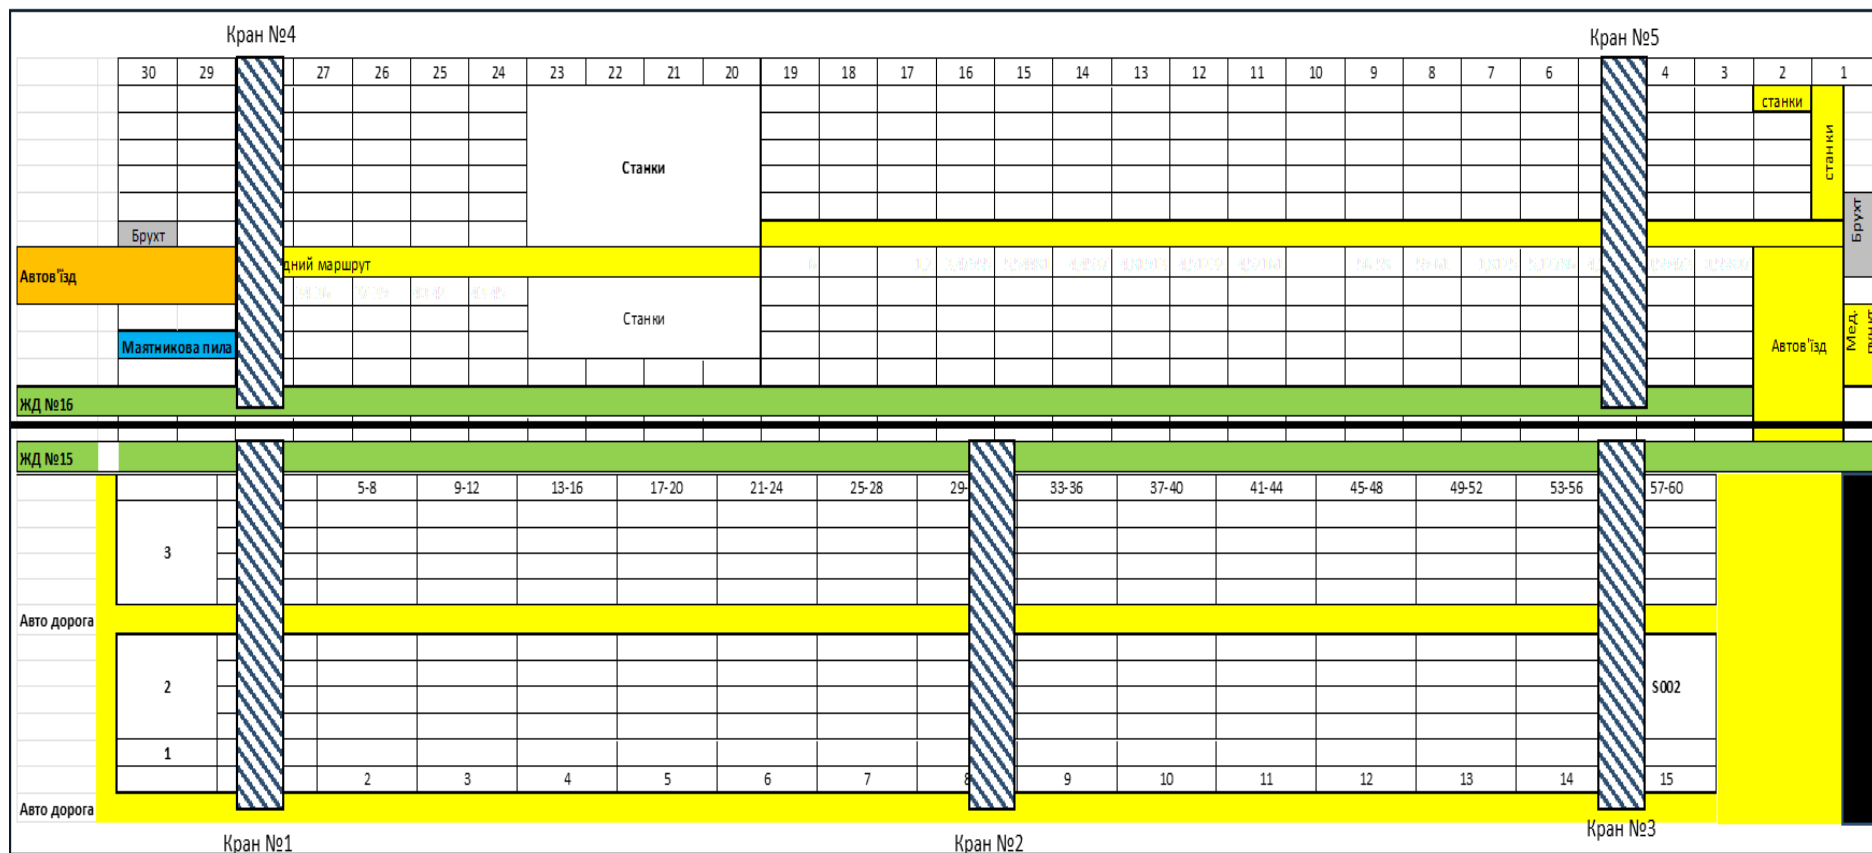 Кран №4
Кран №5
30 29 27 26 25 24 23 22 21 20 19 18 17 16 15 14 13 12 11 10 9 8 7 6 4 3 2 1
станки
станки
Станки
Брухт
Брухт
Автов'їзд
дний маршрут
Станки
Маятникова пила
Автов'їзд
Мед. пункт
ЖД №16
ЖД №15
5-8 9-12 13-16 17-20 21-24 25-28 29- 33-36 37-40 41-44 45-48 49-52 53-56 57-60
3
Авто дорога
2
S002
1
2 3 4 5 6 7 8 9 10 11 12 13 14 15
Авто дорога
Кран №1
Кран №2
Кран №3